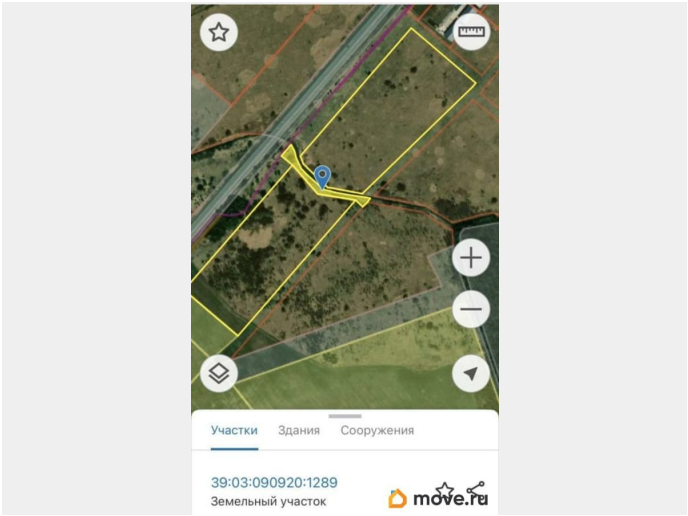 Участки Здания Сооружения
39:03:090920:1289
Земельный участок
move.ru